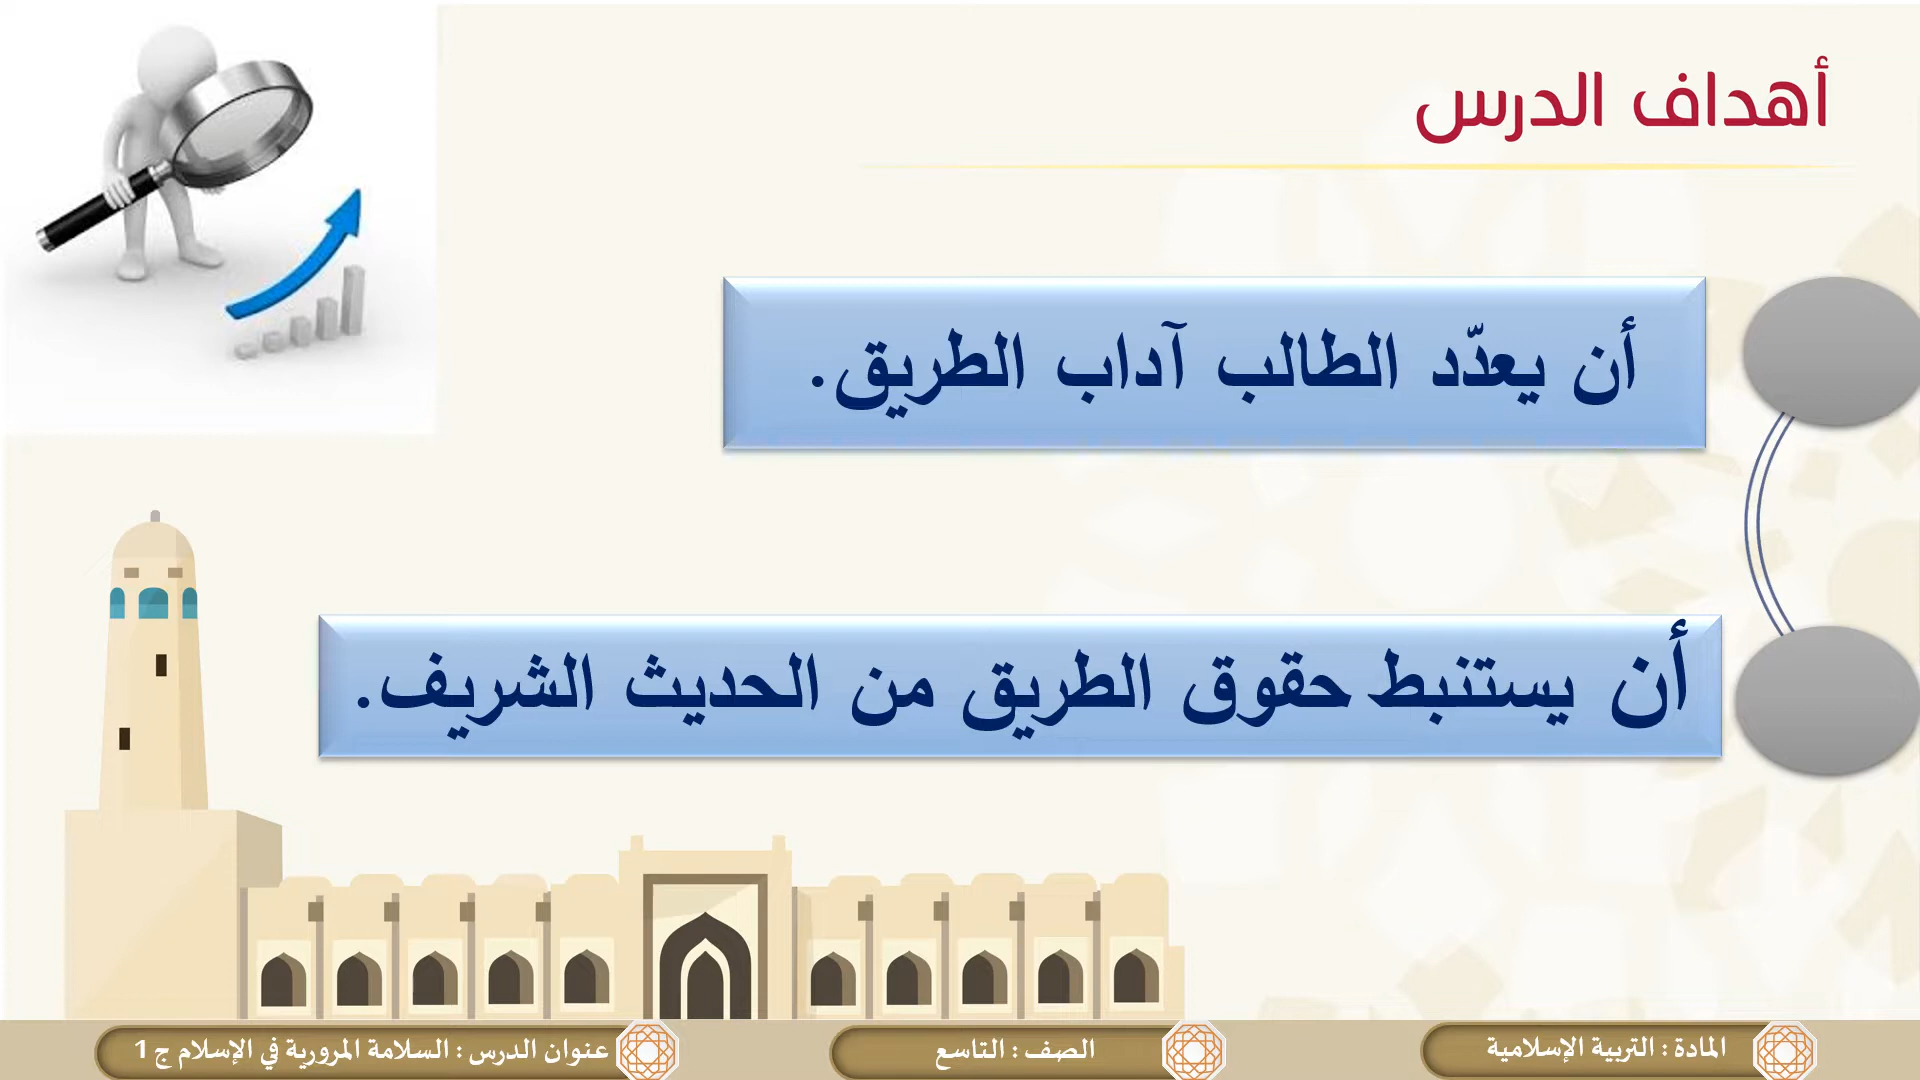 أهداف الدرس
أن يعدّد الطالب آداب الطريق.
أن يستنبط حقوق الطريق من الحديث الشريف.
المادة : التربية الإسلامية
الصف : التاسع
عنوان الدرس : السلامة المرورية في الإسلام ج 1